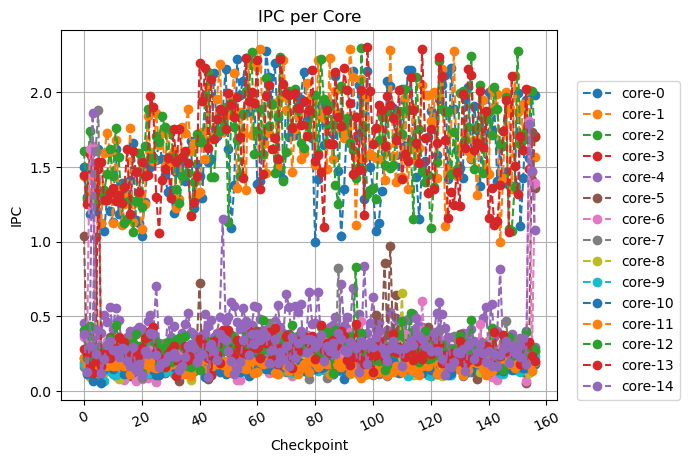 IPC per Core
IPC
2.0
1.5
1.0
0.5
0.0
0
20
40
60
80
100
120
140
160
Checkpoint
core-0
core-1
core-2
core-3
core-4
core-5
core-6
core-7
core-8
core-9
core-10
core-11
core-12
core-13
core-14